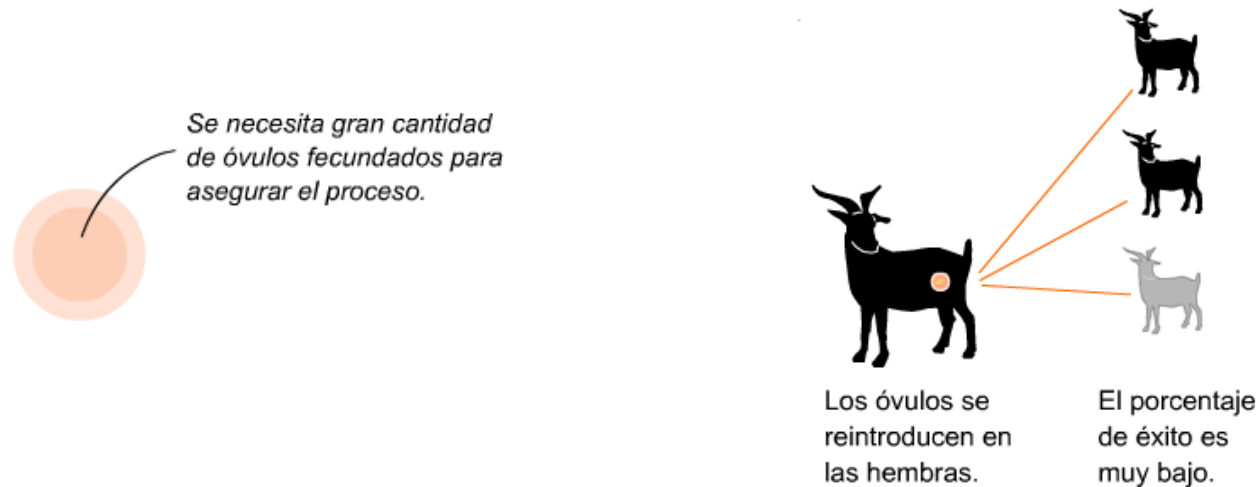 Se necesita gran cantidad
de óvulos fecundados para
asegurar el proceso.
Los óvulos se
reintroducen en
las hembras.
El porcentaje
de éxito es
muy bajo.